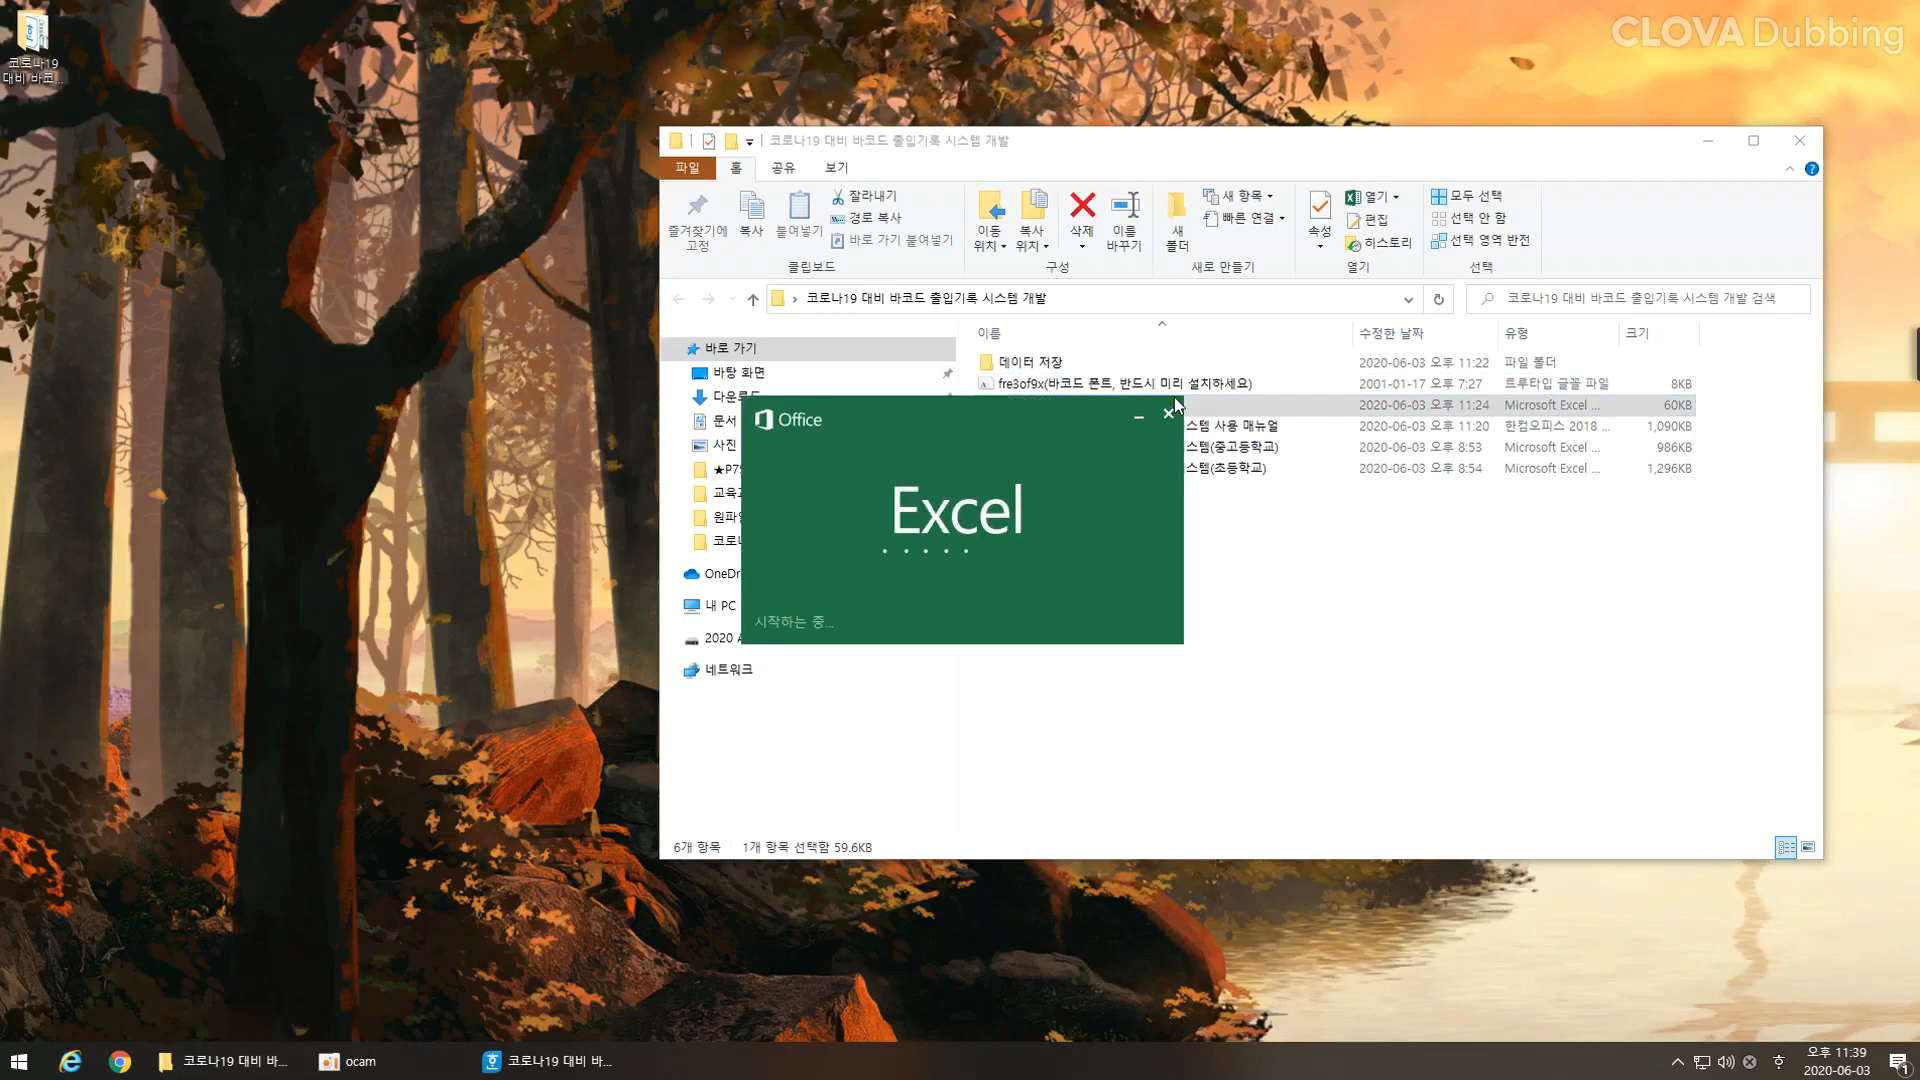 코로나19
대비 바코...
CLOVA Dubbing
코로나19 대비 바코드 출입기록 시스템 개발
파일
홈
공유
보기
즐겨찾기에
고정
복사
붙여넣기
잘라내기
경로 복사
바로 가기 붙여넣기
클립보드
이동
위치
복사
위치
삭제
이름
바꾸기
구성
새
폴더
새 항목
빠른 연결
새로 만들기
속성
열기
편집
히스토리
열기
모두 선택
선택 안 함
선택 영역 반전
선택
코로나19 대비 바코드 출입기록 시스템 개발
코로나19 대비 바코드 출입기록 시스템 개발 검색
이름 수정한 날짜 유형 크기
데이터 저장 2020-06-03 오후 11:22 파일 폴더
fre3of9x(바코드 폰트, 반드시 미리 설치하세요) 2001-01-17 오후 7:27 트루타입 글꼴 파일 8KB
2020-06-03 오후 11:24 Microsoft Excel ... 60KB
스템 사용 매뉴얼 2020-06-03 오후 11:20 한컴오피스 2018 ... 1,090KB
스템(중고등학교) 2020-06-03 오후 8:53 Microsoft Excel ... 986KB
스템(초등학교) 2020-06-03 오후 8:54 Microsoft Excel ... 1,296KB
바로 가기
바탕 화면
다운로드
문서
사진
★P75
교육
원파일
코로나
OneDr
내 PC
2020
네트워크
Office
Excel
시작하는 중...
6개 항목
1개 항목 선택함 59.6KB
코로나19 대비 바...
ocam
코로나19 대비 바...
오후 11:39
2020-06-03
1